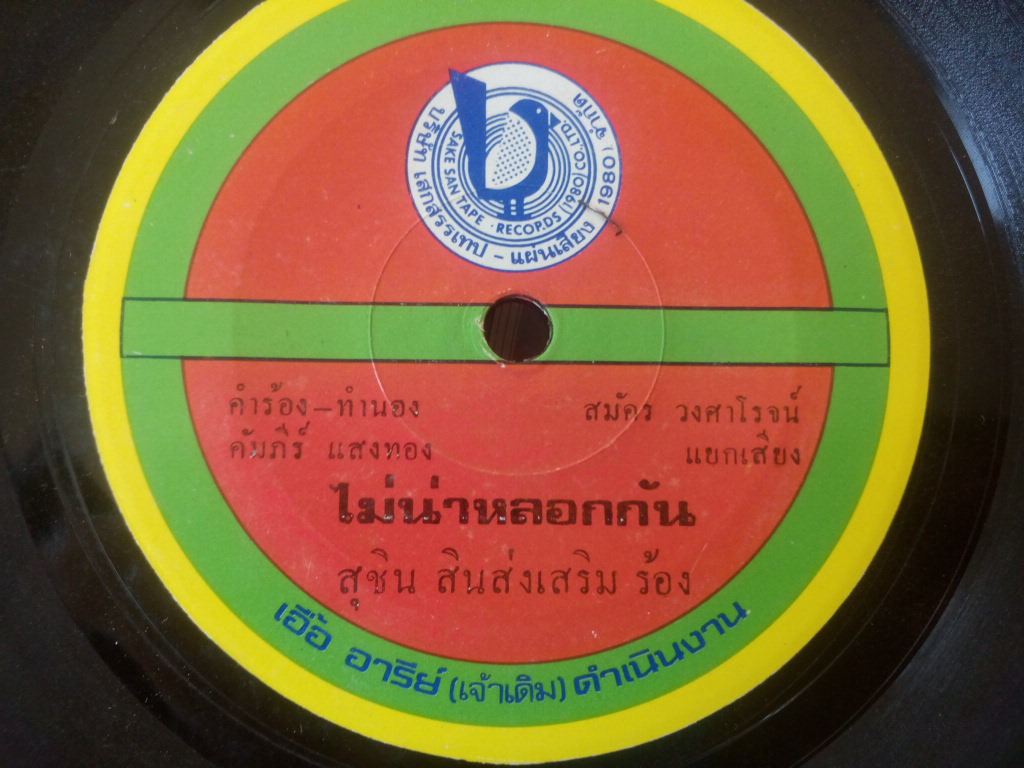 บริษัท เสกสรรเทป - แผ่นเสียง (1980) จำกัด
SAKE SAN TAPE · RECOPDS (1980) CO., LTD.
คำร้อง-ทำนอง สมัคร วงศาโรจน์
คัมภีร์ แสงทอง แยกเสียง
ไม่น่าหลอกกัน
สุชิน สินส่งเสริม ร้อง
เอื้อ อารีย์ (เจ้าเดิม) ดำเนินงาน